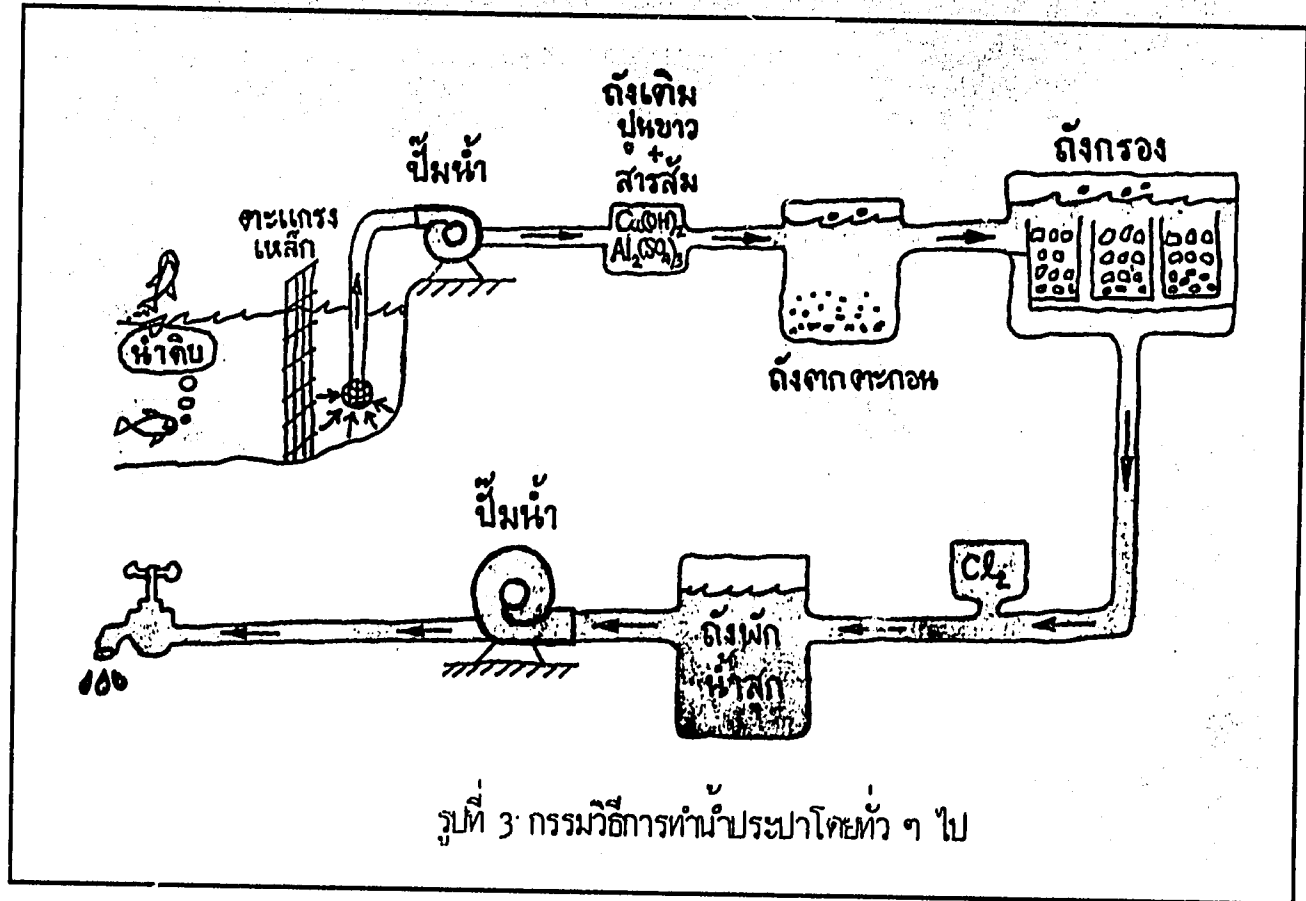 ถังเติม
ปูนขาว
+
สารส้ม
ปั๊มน้ำ
ตะแกรง
เหล็ก
น้ำดิบ
Ca(OH)₂
Al₂(SO₄)₃
ถังตกตะกอน
ถังกรอง
Cl₂
ถังพัก
น้ำสุก
ปั๊มน้ำ
รูปที่ 3 กรรมวิธีการทำน้ำประปาโดยทั่ว ๆ ไป